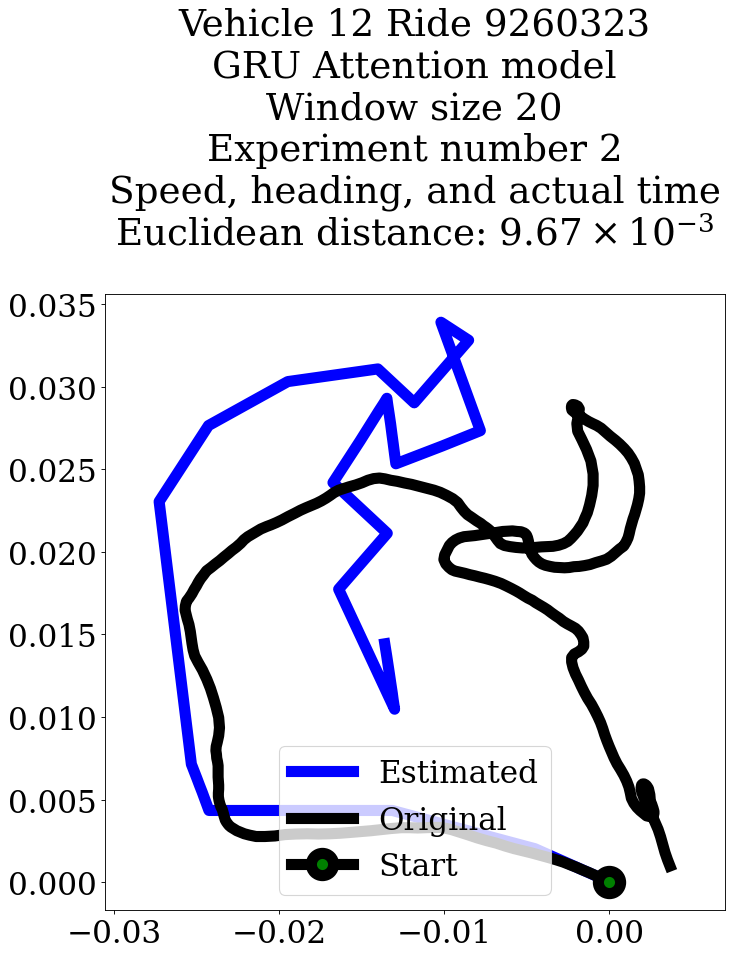 Vehicle 12 Ride 9260323
GRU Attention model
Window size 20
Experiment number 2
Speed, heading, and actual time
Euclidean distance: 9.67 × 10⁻³
0.035
0.030
0.025
0.020
0.015
0.010
0.005
0.000
Estimated
Original
Start
−0.03 −0.02 −0.01 0.00